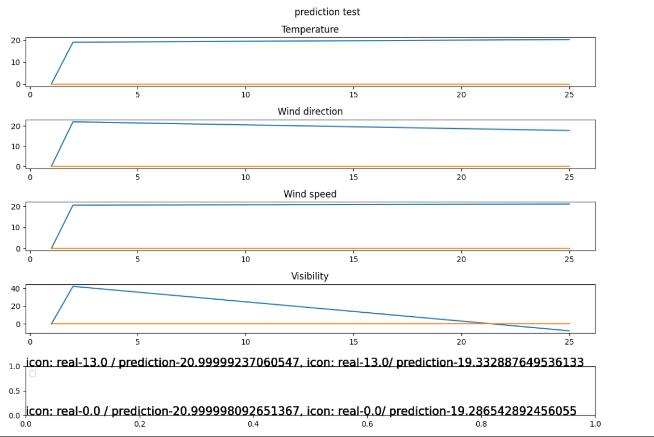 prediction test
Temperature
20
10
0
0 5 10 15 20 25
Wind direction
20
10
0
0 5 10 15 20 25
Wind speed
20
10
0
0 5 10 15 20 25
Visibility
40
20
0
0 5 10 15 20 25
icon: real-13.0 / prediction-20.99999237060547, icon: real-13.0/ prediction-19.332887649536133
1.0
0.5
icon: real-0.0 / prediction-20.999998092651367, icon: real-0.0/ prediction-19.286542892456055
0.0
0.0 0.2 0.4 0.6 0.8 1.0